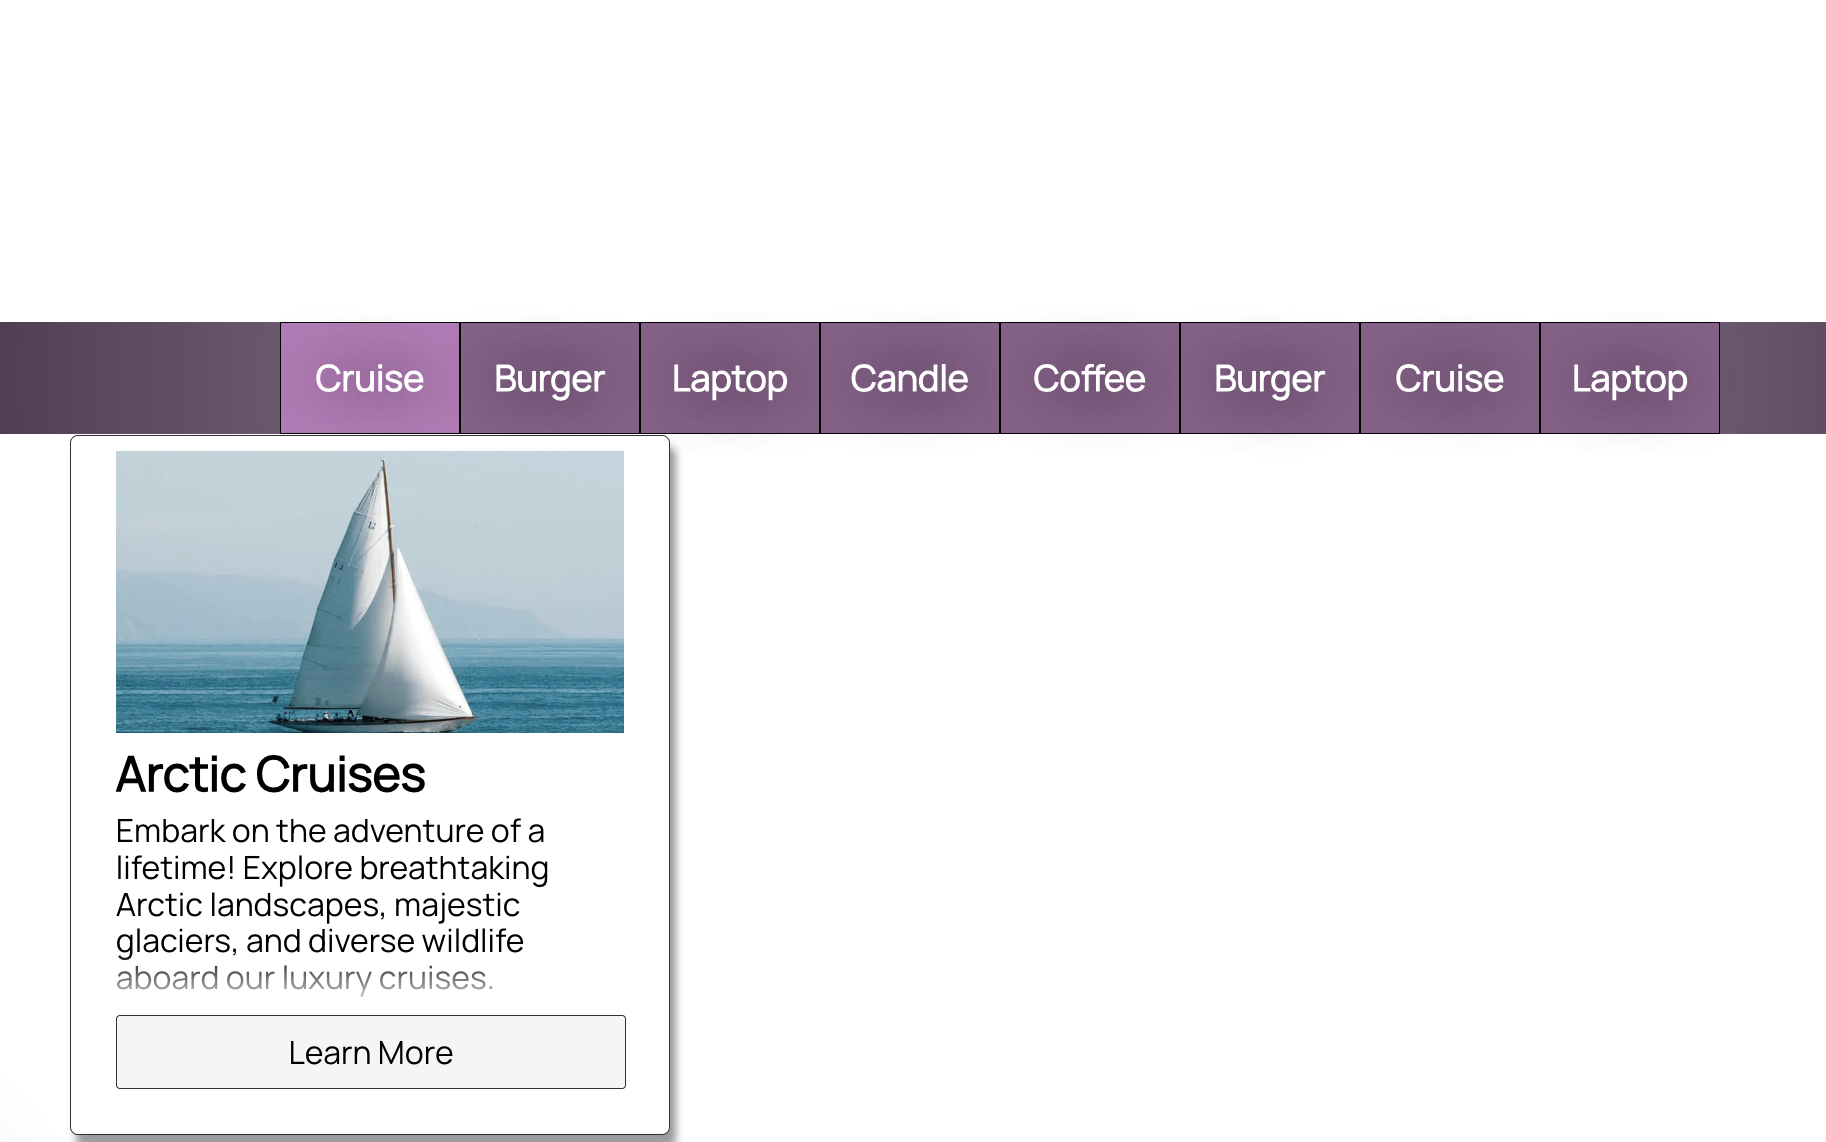 Cruise Burger Laptop Candle Coffee Burger Cruise Laptop
12
Arctic Cruises
Embark on the adventure of a
lifetime! Explore breathtaking
Arctic landscapes, majestic
glaciers, and diverse wildlife
aboard our luxury cruises.
Learn More